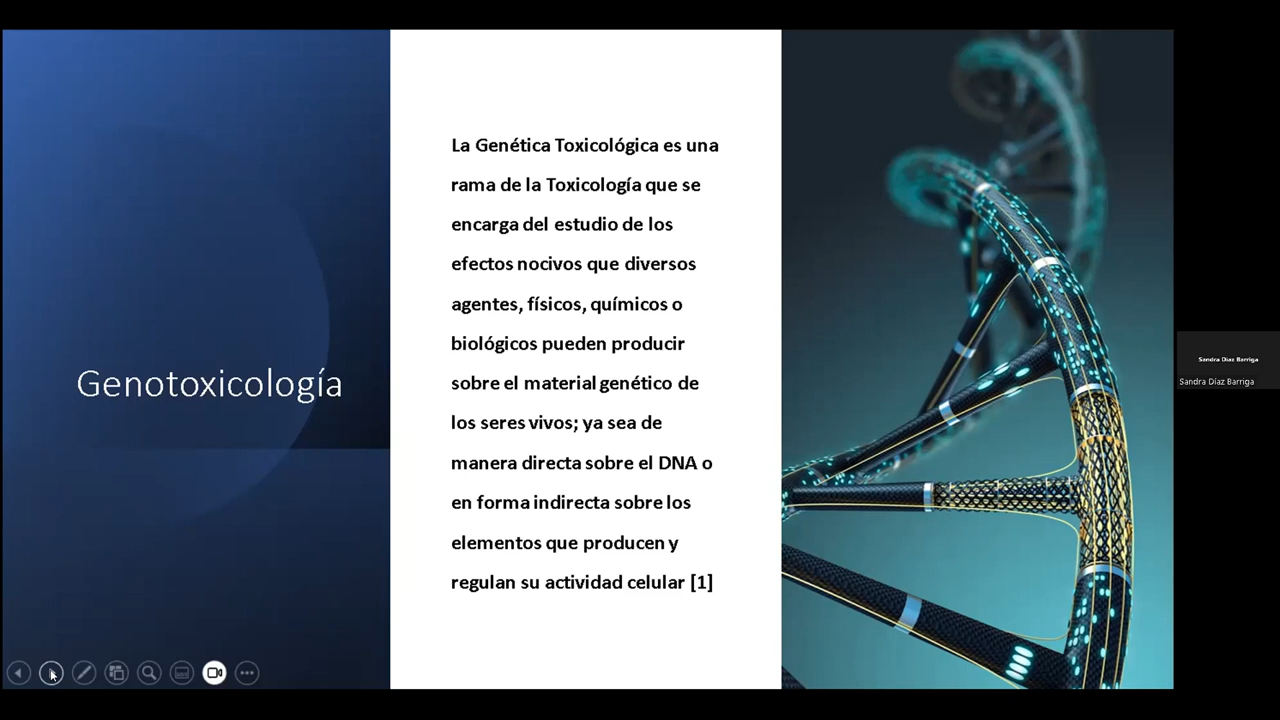 Genotoxicología
La Genética Toxicológica es una
rama de la Toxicología que se
encarga del estudio de los
efectos nocivos que diversos
agentes, físicos, químicos o
biológicos pueden producir
sobre el material genético de
los seres vivos; ya sea de
manera directa sobre el DNA o
en forma indirecta sobre los
elementos que producen y
regulan su actividad celular [1]
Sandra Diaz Barriga
Sandra Díaz Barriga